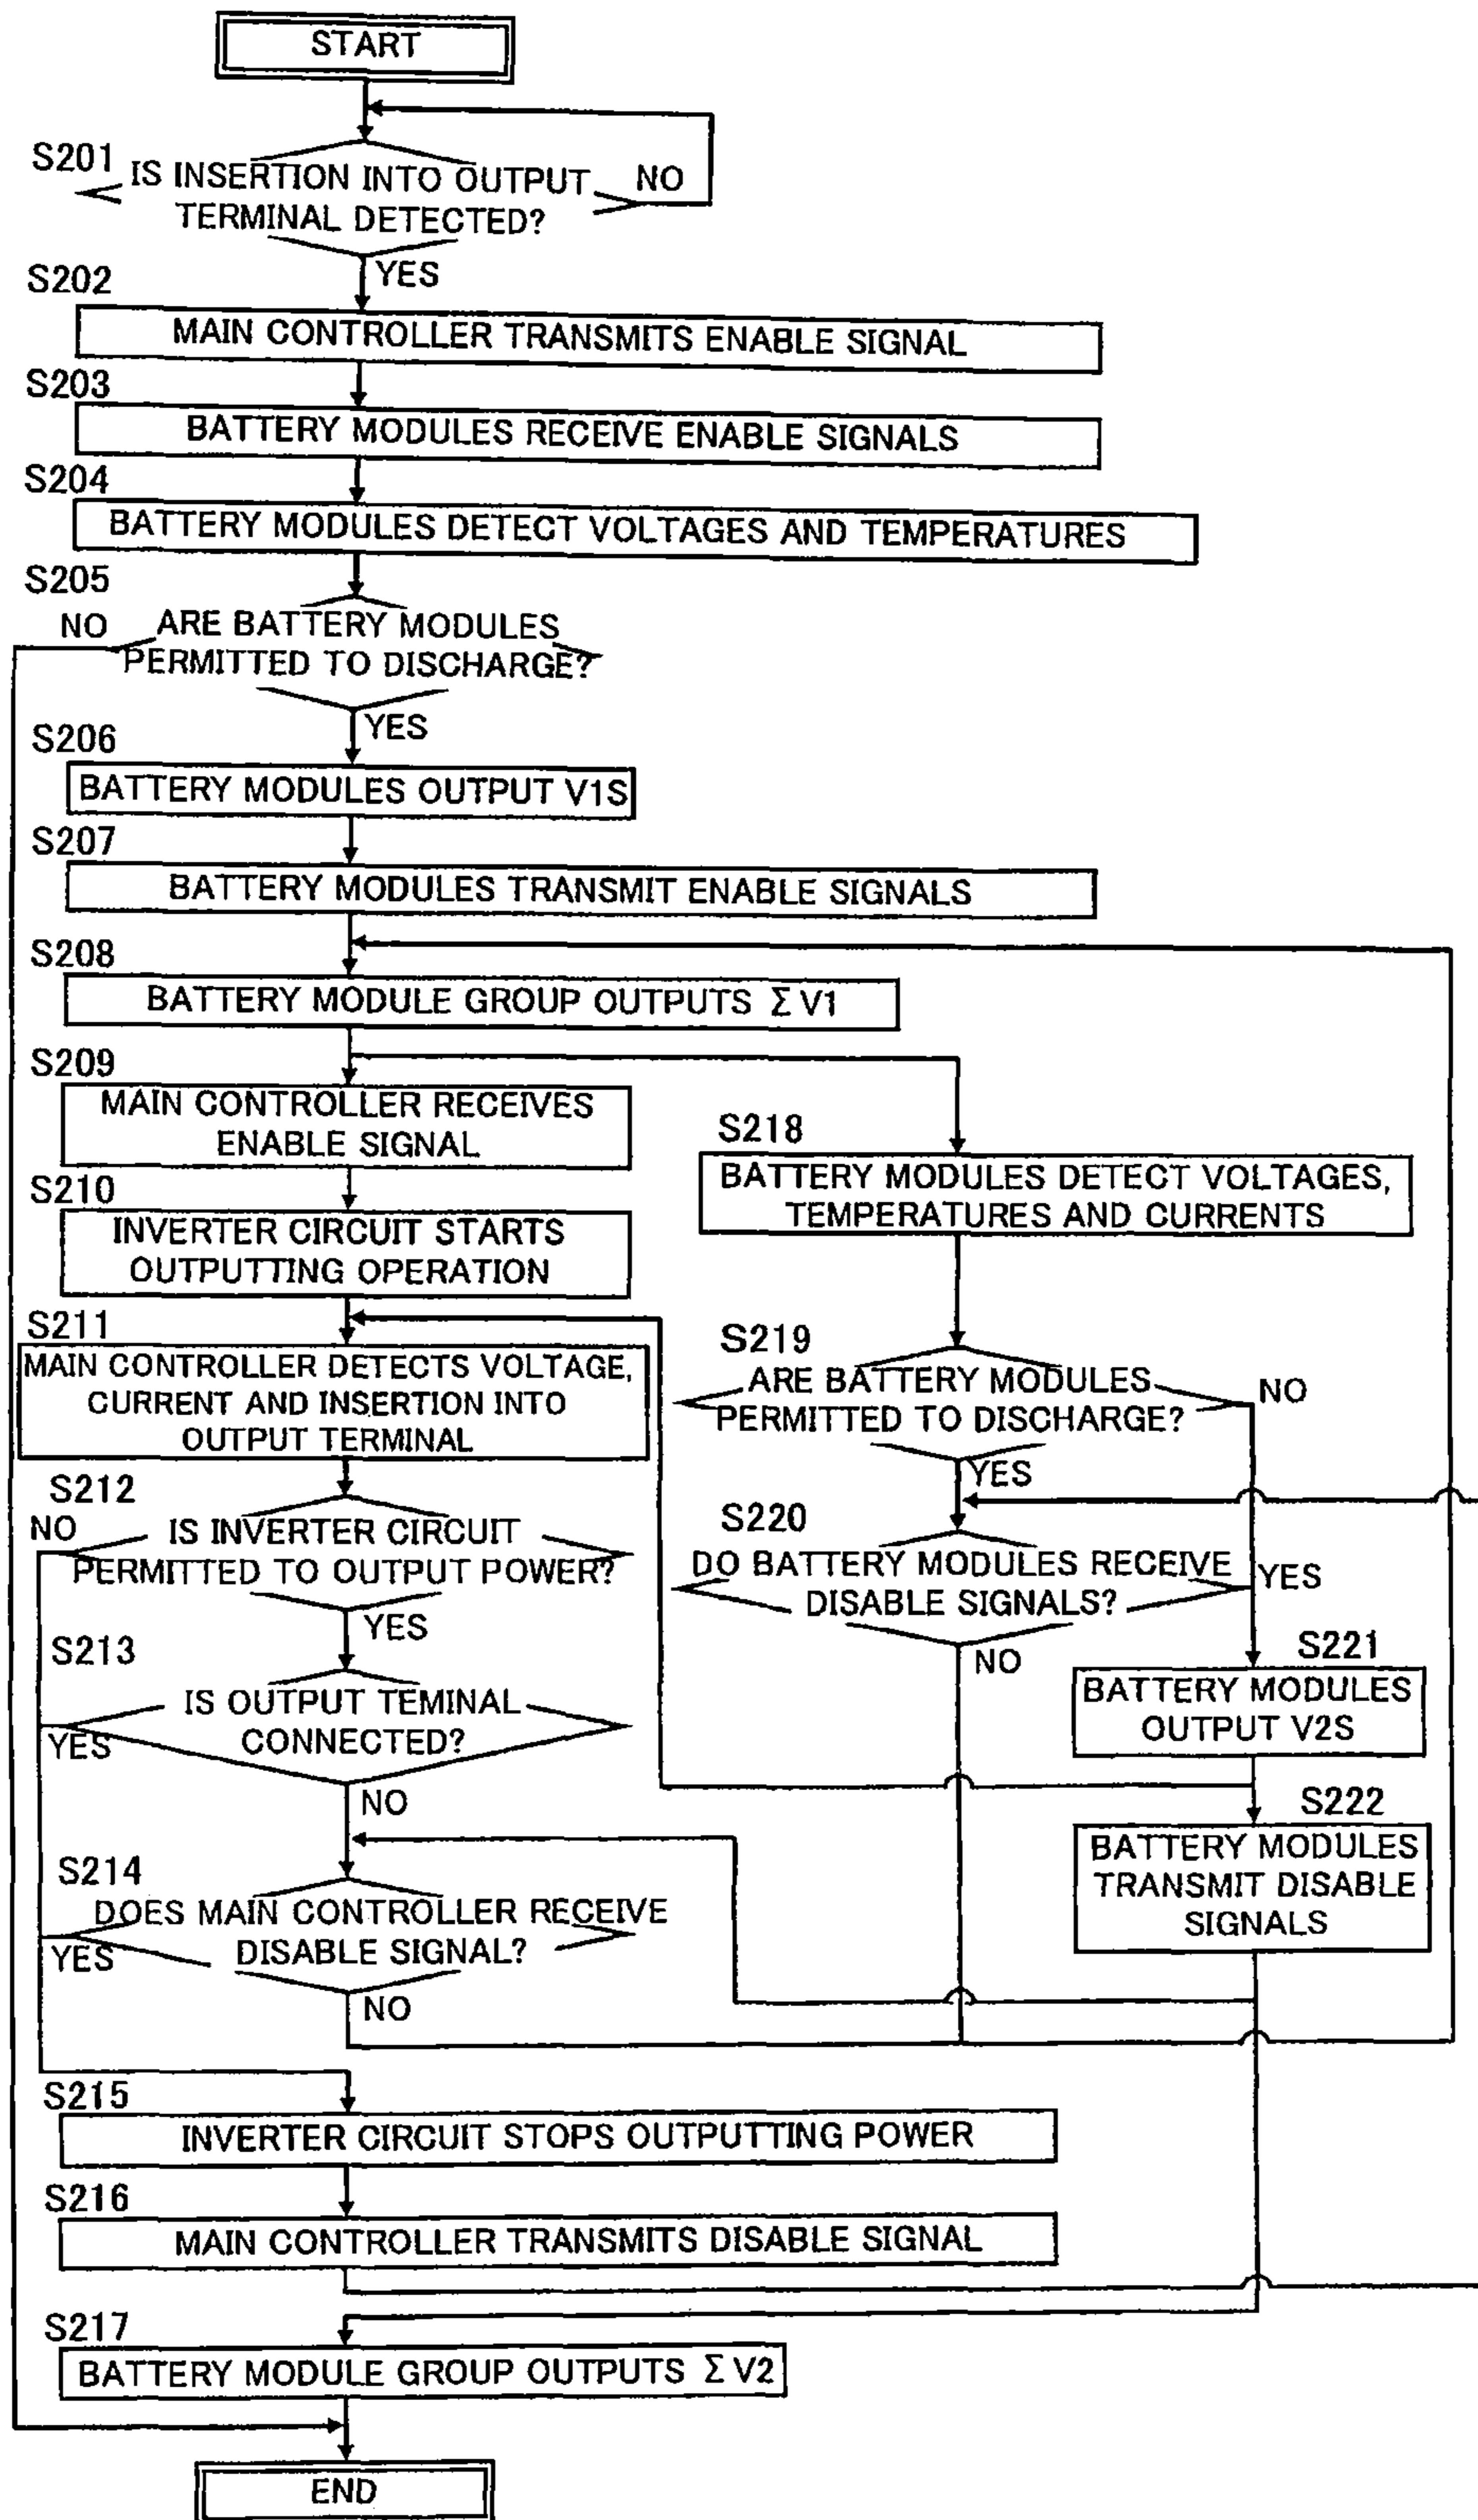 START
S201
IS INSERTION INTO OUTPUT
TERMINAL DETECTED?
NO
YES
S202
MAIN CONTROLLER TRANSMITS ENABLE SIGNAL
S203
BATTERY MODULES RECEIVE ENABLE SIGNALS
S204
BATTERY MODULES DETECT VOLTAGES AND TEMPERATURES
S205
NO
ARE BATTERY MODULES
PERMITTED TO DISCHARGE?
YES
S206
BATTERY MODULES OUTPUT V1S
S207
BATTERY MODULES TRANSMIT ENABLE SIGNALS
S208
BATTERY MODULE GROUP OUTPUTS Σ V1
S209
MAIN CONTROLLER RECEIVES
ENABLE SIGNAL
S210
INVERTER CIRCUIT STARTS
OUTPUTTING OPERATION
S211
MAIN CONTROLLER DETECTS VOLTAGE,
CURRENT AND INSERTION INTO
OUTPUT TERMINAL
S212
NO
IS INVERTER CIRCUIT
PERMITTED TO OUTPUT POWER?
YES
S213
IS OUTPUT TEMINAL
CONNECTED?
YES
NO
S214
DOES MAIN CONTROLLER RECEIVE
DISABLE SIGNAL?
YES
NO
S215
INVERTER CIRCUIT STOPS OUTPUTTING POWER
S216
MAIN CONTROLLER TRANSMITS DISABLE SIGNAL
S217
BATTERY MODULE GROUP OUTPUTS Σ V2
END
S218
BATTERY MODULES DETECT VOLTAGES,
TEMPERATURES AND CURRENTS
S219
ARE BATTERY MODULES
PERMITTED TO DISCHARGE?
NO
YES
S220
DO BATTERY MODULES RECEIVE
DISABLE SIGNALS?
YES
NO
S221
BATTERY MODULES
OUTPUT V2S
S222
BATTERY MODULES
TRANSMIT DISABLE
SIGNALS